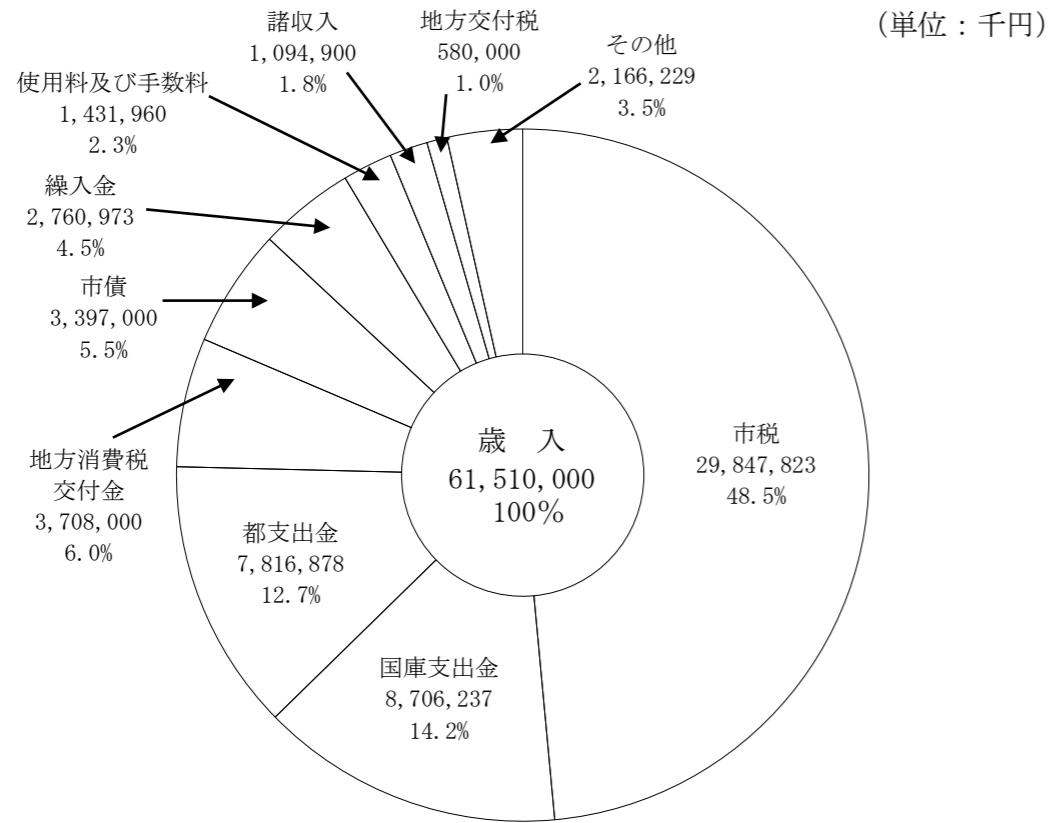 (単位:千円)
歳 入
61,510,000
100%
市税
29,847,823
48.5%
国庫支出金
8,706,237
14.2%
都支出金
7,816,878
12.7%
地方消費税
交付金
3,708,000
6.0%
市債
3,397,000
5.5%
繰入金
2,760,973
4.5%
使用料及び手数料
1,431,960
2.3%
諸収入
1,094,900
1.8%
地方交付税
580,000
1.0%
その他
2,166,229
3.5%